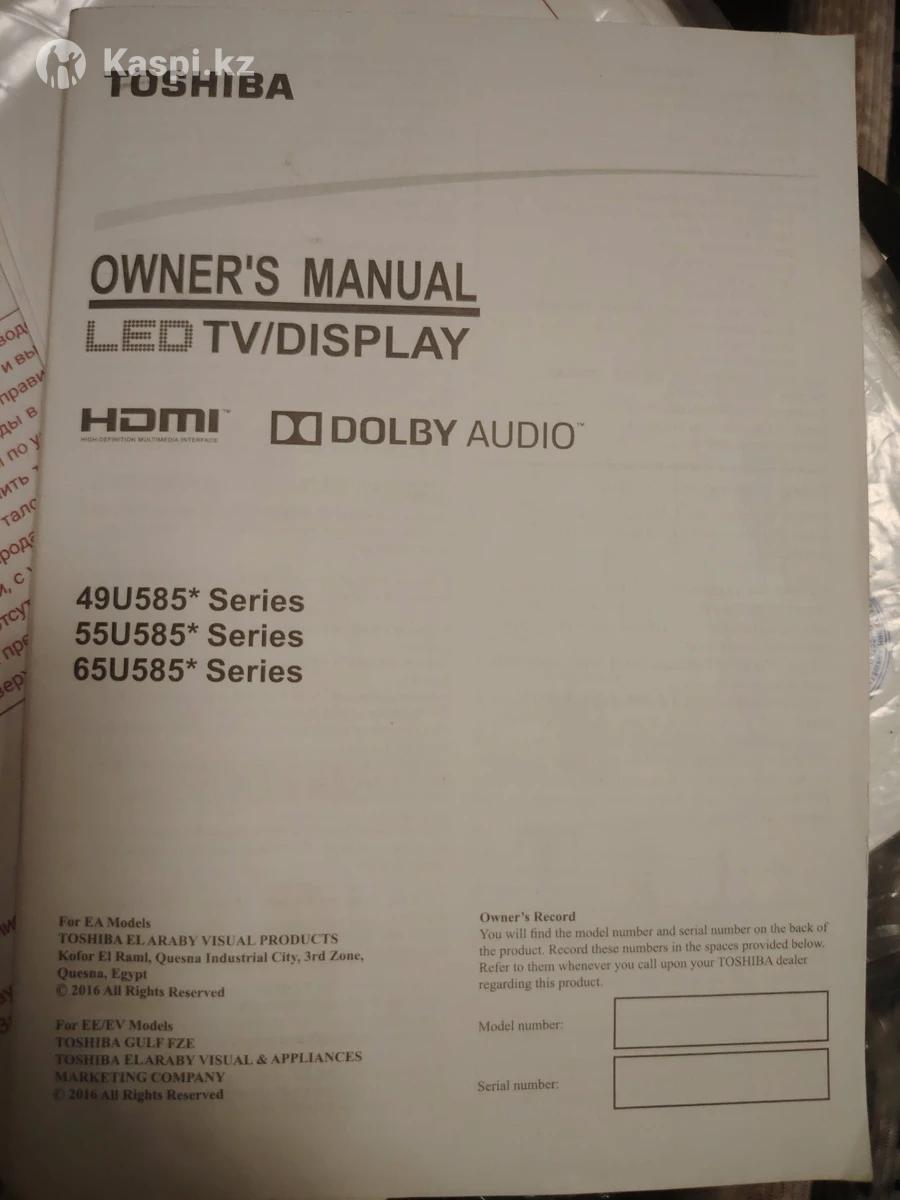 Kaspi.kz
TOSHIBA
OWNER'S MANUAL
LED TV/DISPLAY
HDMI™
HIGH-DEFINITION MULTIMEDIA INTERFACE
DOLBY AUDIO™
49U585* Series
55U585* Series
65U585* Series
For EA Models
TOSHIBA EL ARABY VISUAL PRODUCTS
Kofor El Raml, Quesna Industrial City, 3rd Zone,
Quesna, Egypt
© 2016 All Rights Reserved
For EE/EV Models
TOSHIBA GULF FZE
TOSHIBA ELARABY VISUAL & APPLIANCES
MARKETING COMPANY
© 2016 All Rights Reserved
Owner's Record
You will find the model number and serial number on the back of
the product. Record these numbers in the spaces provided below.
Refer to them whenever you call upon your TOSHIBA dealer
regarding this product.
Model number:
Serial number: